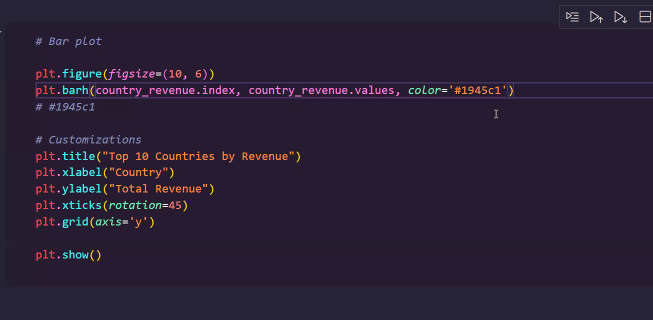 # Bar plot
plt.figure(figsize=(10, 6))
plt.barh(country_revenue.index, country_revenue.values, color='#1945c1')
# #1945c1
# Customizations
plt.title("Top 10 Countries by Revenue")
plt.xlabel("Country")
plt.ylabel("Total Revenue")
plt.xticks(rotation=45)
plt.grid(axis='y')
plt.show()